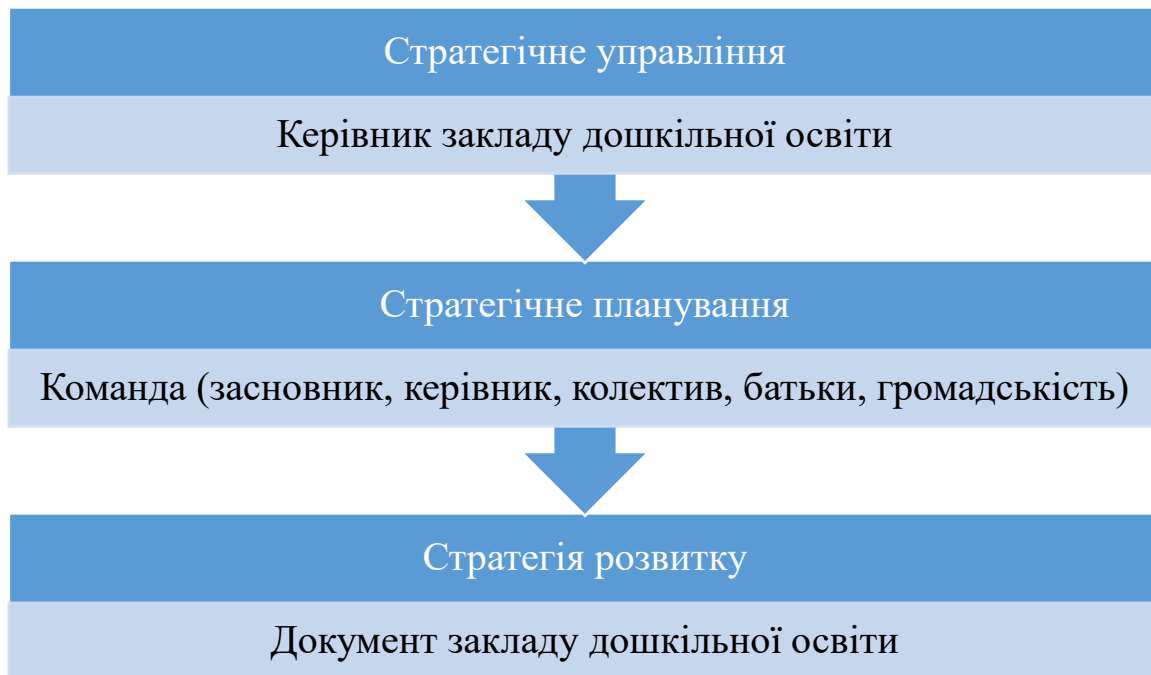 Стратегічне управління
Керівник закладу дошкільної освіти
Стратегічне планування
Команда (засновник, керівник, колектив, батьки, громадськість)
Стратегія розвитку
Документ закладу дошкільної освіти